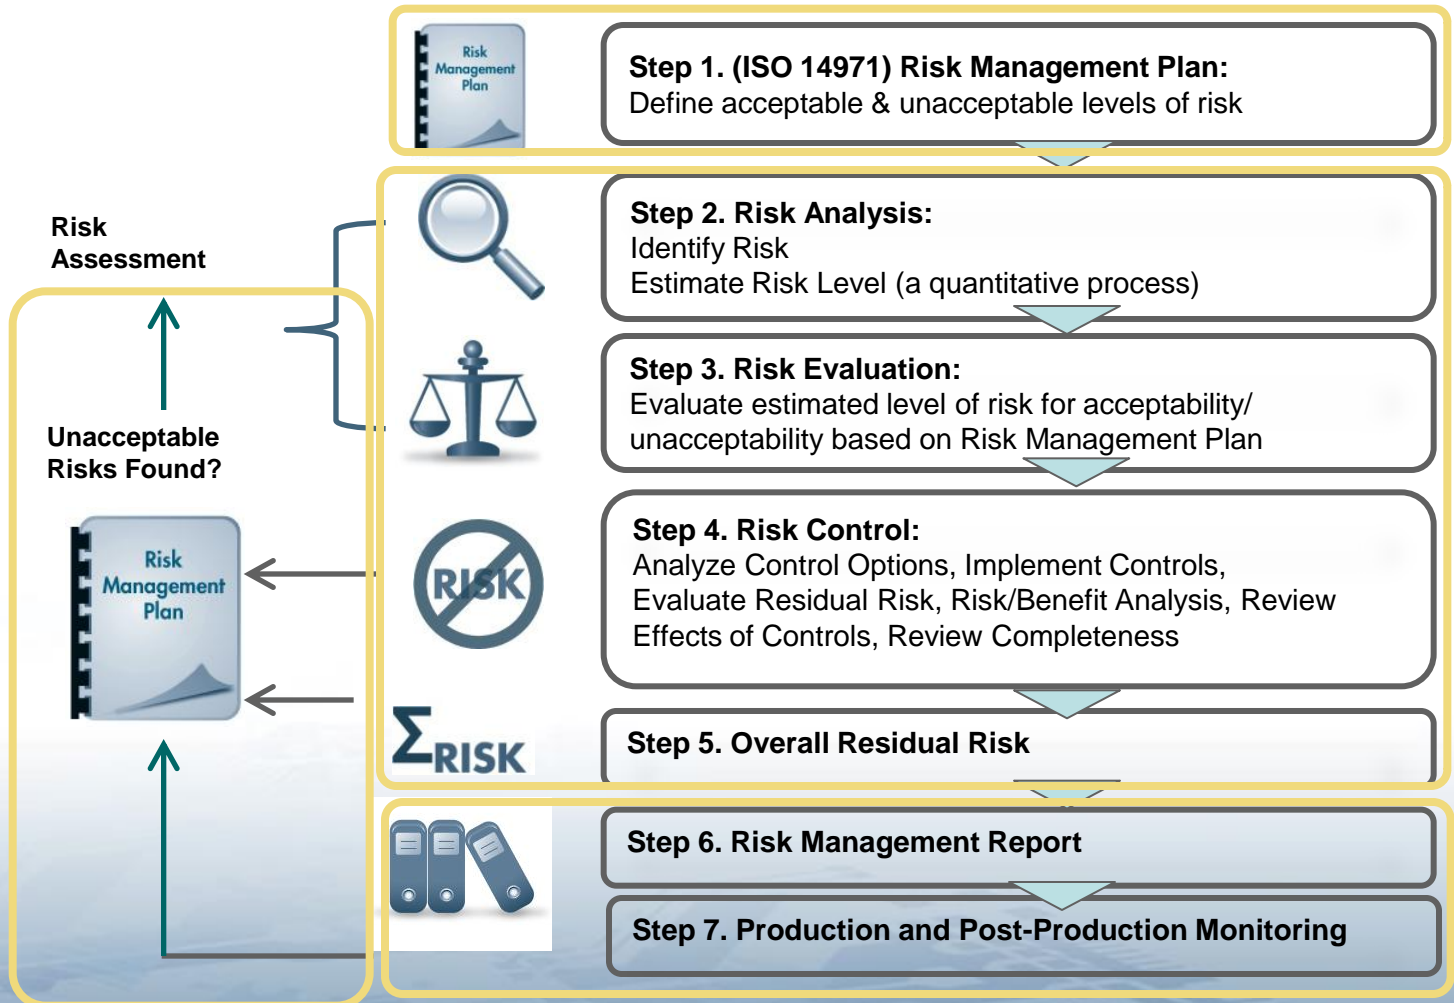 Risk
Management
Plan
Step 1. (ISO 14971) Risk Management Plan:
Define acceptable & unacceptable levels of risk
Risk
Assessment
Step 2. Risk Analysis:
Identify Risk
Estimate Risk Level (a quantitative process)
Step 3. Risk Evaluation:
Evaluate estimated level of risk for acceptability/
unacceptability based on Risk Management Plan
Unacceptable
Risks Found?
Risk
Management
Plan
RISK
Step 4. Risk Control:
Analyze Control Options, Implement Controls,
Evaluate Residual Risk, Risk/Benefit Analysis, Review
Effects of Controls, Review Completeness
ΣRISK
Step 5. Overall Residual Risk
Step 6. Risk Management Report
Step 7. Production and Post-Production Monitoring